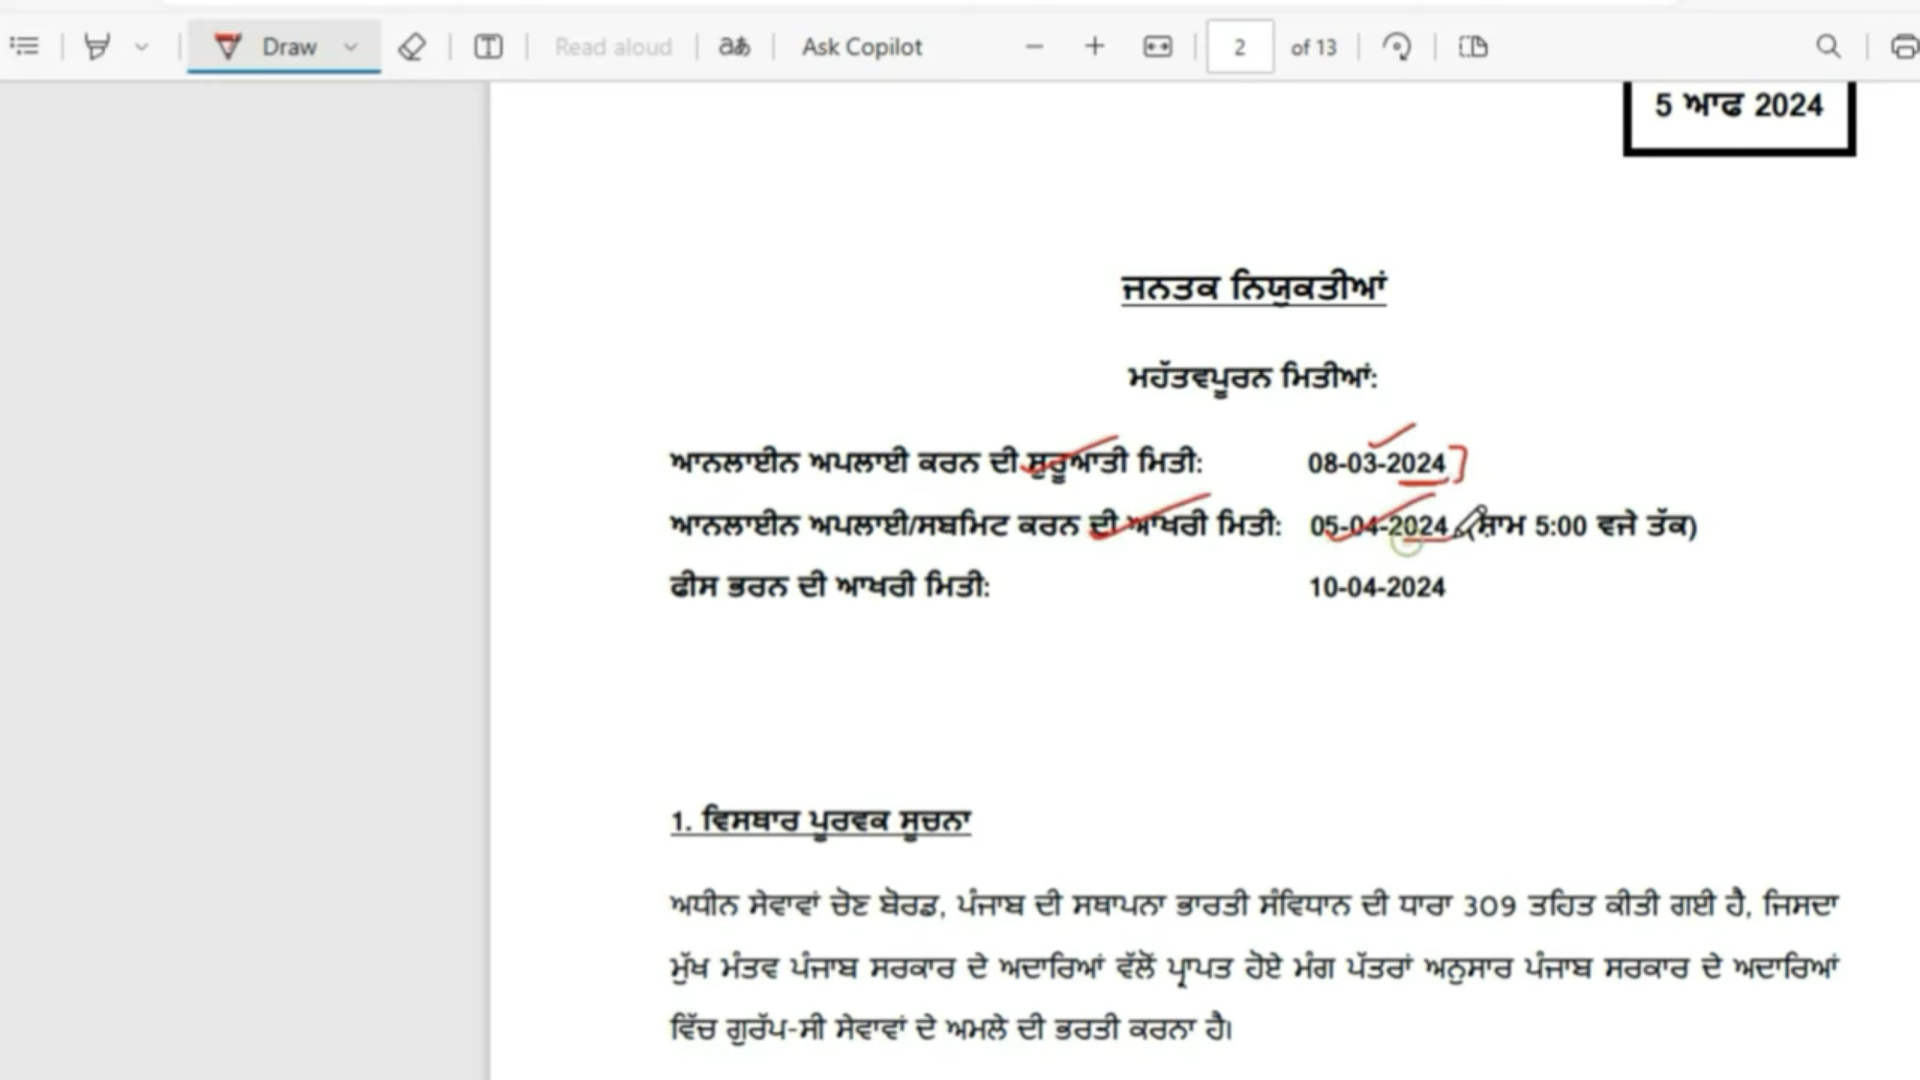 Draw
Read aloud
aあ
Ask Copilot
2 of 13
5 ਆਫ 2024
ਜਨਤਕ ਨਿਯੁਕਤੀਆਂ
ਮਹੱਤਵਪੂਰਨ ਮਿਤੀਆਂ:
ਆਨਲਾਈਨ ਅਪਲਾਈ ਕਰਨ ਦੀ ਸ਼ੁਰੂਆਤੀ ਮਿਤੀ: 08-03-2024
ਆਨਲਾਈਨ ਅਪਲਾਈ/ਸਬਮਿਟ ਕਰਨ ਦੀ ਆਖਰੀ ਮਿਤੀ: 05-04-2024 (ਸ਼ਾਮ 5:00 ਵਜੇ ਤੱਕ)
ਫੀਸ ਭਰਨ ਦੀ ਆਖਰੀ ਮਿਤੀ: 10-04-2024
1. ਵਿਸਥਾਰ ਪੂਰਵਕ ਸੂਚਨਾ
ਅਧੀਨ ਸੇਵਾਵਾਂ ਚੋਣ ਬੋਰਡ, ਪੰਜਾਬ ਦੀ ਸਥਾਪਨਾ ਭਾਰਤੀ ਸੰਵਿਧਾਨ ਦੀ ਧਾਰਾ 309 ਤਹਿਤ ਕੀਤੀ ਗਈ ਹੈ, ਜਿਸਦਾ
ਮੁੱਖ ਮੰਤਵ ਪੰਜਾਬ ਸਰਕਾਰ ਦੇ ਅਦਾਰਿਆਂ ਵੱਲੋਂ ਪ੍ਰਾਪਤ ਹੋਏ ਮੰਗ ਪੱਤਰਾਂ ਅਨੁਸਾਰ ਪੰਜਾਬ ਸਰਕਾਰ ਦੇ ਅਦਾਰਿਆਂ
ਵਿੱਚ ਗੁਰੱਪ-ਸੀ ਸੇਵਾਵਾਂ ਦੇ ਅਮਲੇ ਦੀ ਭਰਤੀ ਕਰਨਾ ਹੈ।